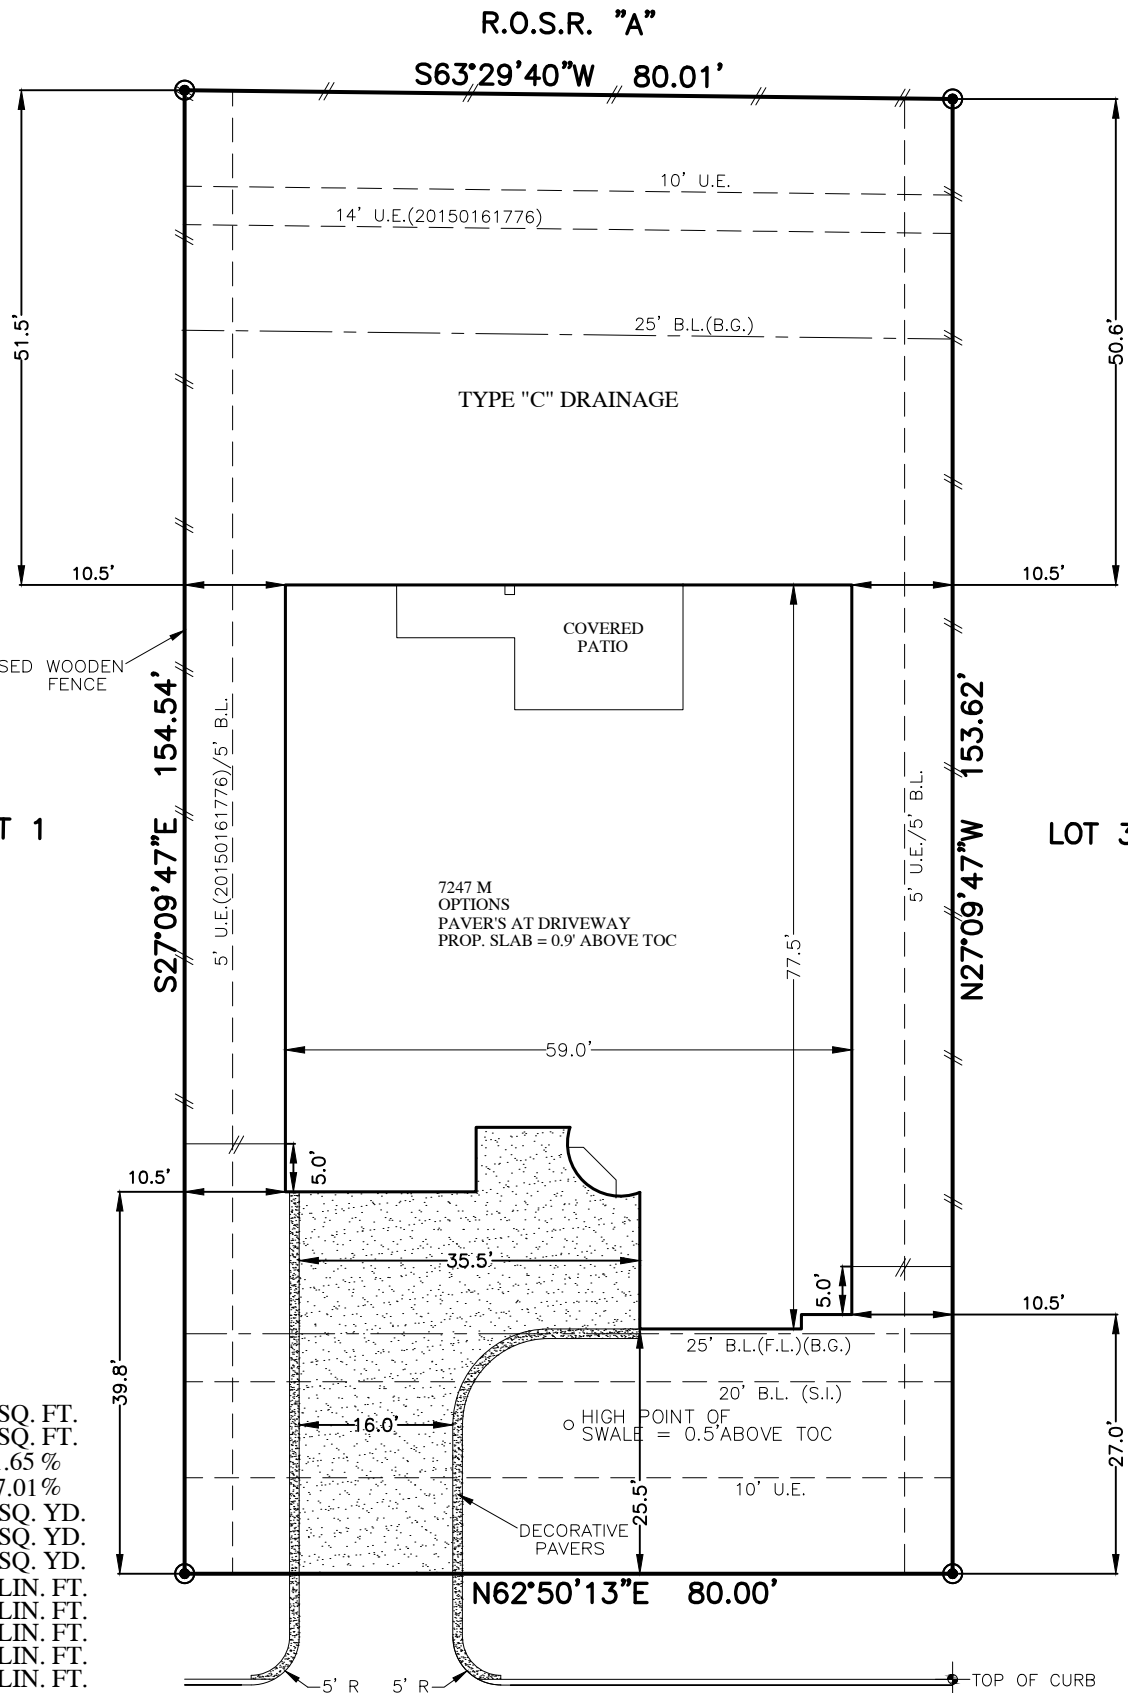 R.O.S.R. "A"
S63°29'40"W 80.01'
10' U.E.
14' U.E.(20150161776)
25' B.L.(B.G.)
51.5'
50.6'
TYPE "C" DRAINAGE
10.5'
10.5'
COVERED
PATIO
WOODEN
FENCE
S27°09'47"E 154.54'
5' U.E.(20150161776)/5' B.L.
N27°09'47"W 153.62'
5' U.E./5' B.L.
1
LOT 3
7247 M
OPTIONS
PAVER'S AT DRIVEWAY
PROP. SLAB = 0.9' ABOVE TOC
77.5'
59.0'
5.0'
10.5'
35.5'
5.0'
10.5'
25' B.L.(F.L.)(B.G.)
20' B.L. (S.I.)
39.8'
16.0'
HIGH POINT OF
SWALE = 0.5'ABOVE TOC
27.0'
10' U.E.
25.5'
DECORATIVE
PAVERS
SQ. FT.
SQ. FT.
.65 %
7.01%
SQ. YD.
SQ. YD.
SQ. YD.
LIN. FT.
LIN. FT.
LIN. FT.
LIN. FT.
LIN. FT.
N62°50'13"E 80.00'
5' R 5' R
TOP OF CURB